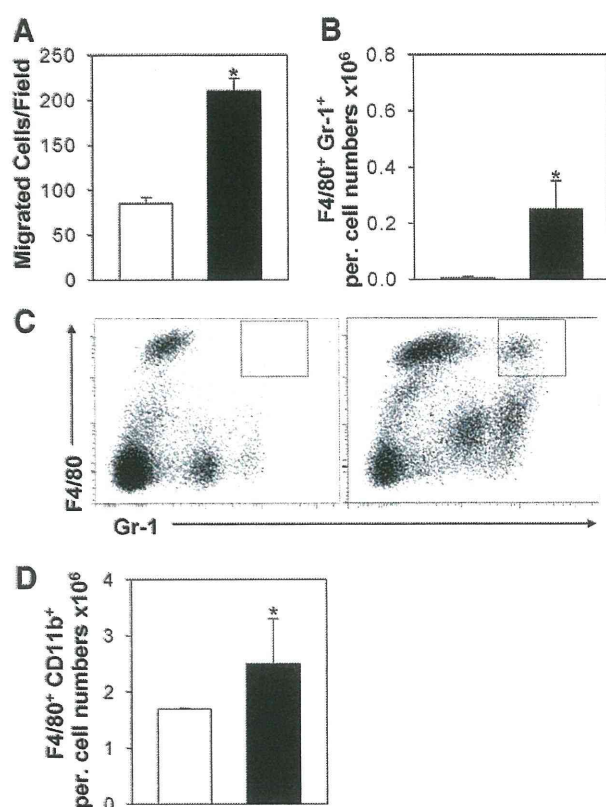 A
Migrated Cells/Field
250
200
150
100
50
0
*
B
F4/80⁺ Gr-1⁺
per. cell numbers x10⁶
0.8
0.6
0.4
0.2
0.0
*
C
F4/80
Gr-1
D
F4/80⁺ CD11b⁺
per. cell numbers x10⁶
4
3
2
1
0
*